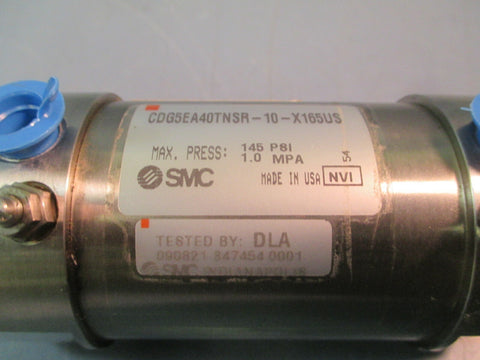 CDG5EA40TNSR-10-X165US
MAX. PRESS: 145 PSI
1.0 MPA
SMC MADE IN USA NVI
TESTED BY: DLA
090821 847454 0001
SMC INDIANAPOLIS